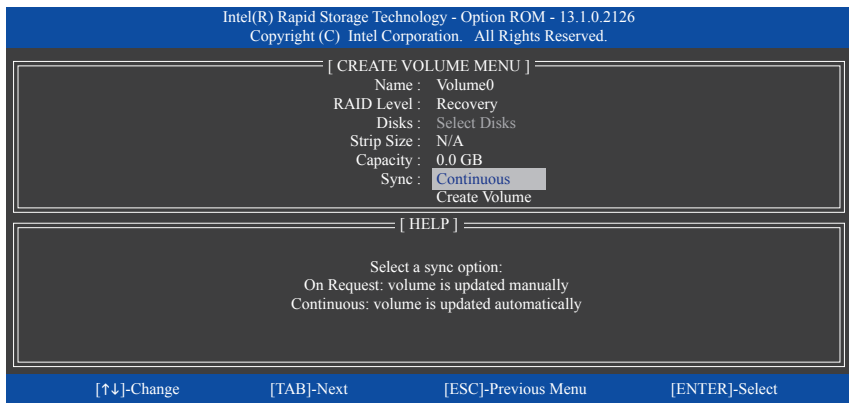 Intel(R) Rapid Storage Technology - Option ROM - 13.1.0.2126
Copyright (C) Intel Corporation. All Rights Reserved.
[ CREATE VOLUME MENU ]
Name : Volume0
RAID Level : Recovery
Disks : Select Disks
Strip Size : N/A
Capacity : 0.0 GB
Sync : Continuous
Create Volume
[ HELP ]
Select a sync option:
On Request: volume is updated manually
Continuous: volume is updated automatically
[↑↓]-Change [TAB]-Next [ESC]-Previous Menu [ENTER]-Select